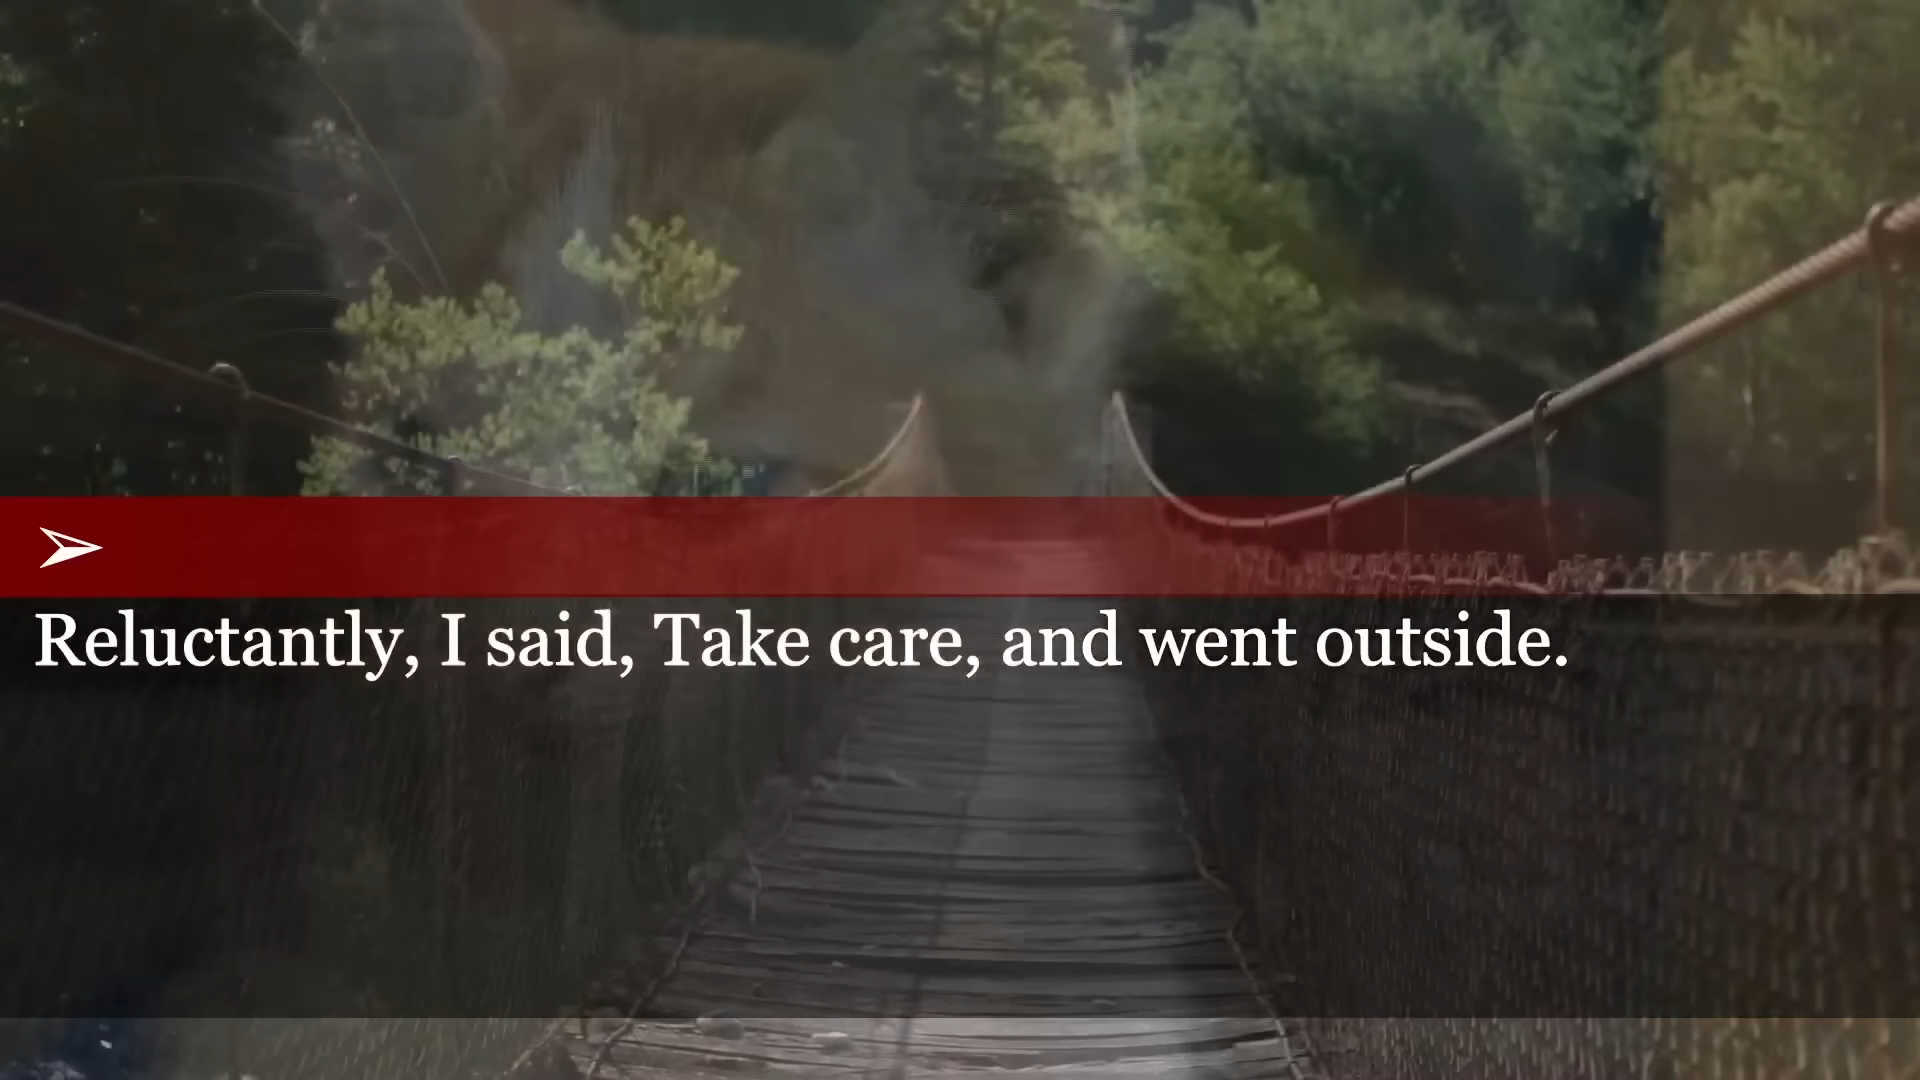 Reluctantly, I said, Take care, and went outside.